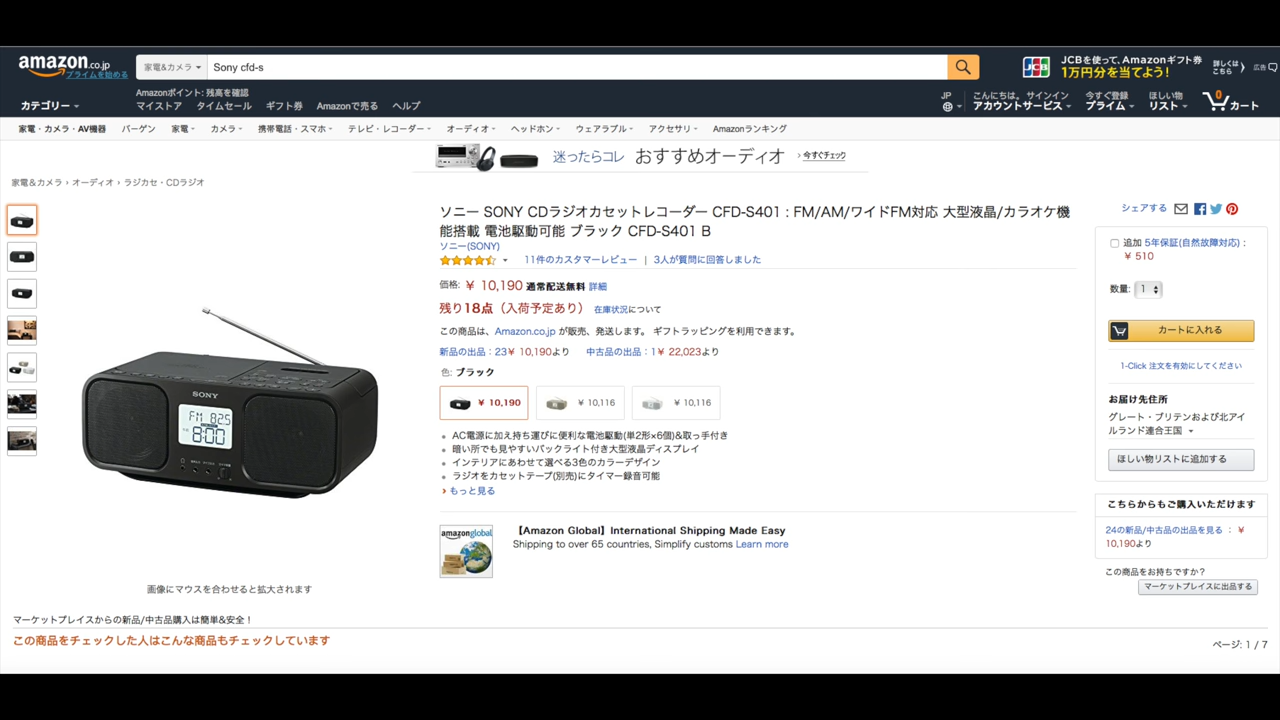 amazon.co.jp
プライムを始める
家電&カメラ
Sony cfd-s
JCB
JCBを使って、Amazonギフト券
1万円分を当てよう!
詳しくは
こちら
広告
カテゴリー
Amazonポイント: 残高を確認
マイストア タイムセール ギフト券 Amazonで売る ヘルプ
JP
こんにちは。サインイン
アカウントサービス
今すぐ登録
プライム
ほしい物
リスト
0
カート
家電・カメラ・AV機器 バーゲン 家電 カメラ 携帯電話・スマホ テレビ・レコーダー オーディオ ヘッドホン ウェアラブル アクセサリ Amazonランキング
迷ったらコレ おすすめオーディオ › 今すぐチェック
家電&カメラ › オーディオ › ラジカセ・CDラジオ
ソニー SONY CDラジオカセットレコーダー CFD-S401 : FM/AM/ワイドFM対応 大型液晶/カラオケ機
能搭載 電池駆動可能 ブラック CFD-S401 B
ソニー(SONY)
11件のカスタマーレビュー | 3人が質問に回答しました
価格: ¥ 10,190 通常配送無料 詳細
残り18点(入荷予定あり) 在庫状況について
この商品は、Amazon.co.jp が販売、発送します。 ギフトラッピングを利用できます。
新品の出品:23¥ 10,190より 中古品の出品:1¥ 22,023より
色: ブラック
¥ 10,190
¥ 10,116
¥ 10,116
AC電源に加え持ち運びに便利な電池駆動(単2形×6個)&取っ手付き
暗い所でも見やすいバックライト付き大型液晶ディスプレイ
インテリアにあわせて選べる3色のカラーデザイン
ラジオをカセットテープ(別売)にタイマー録音可能
› もっと見る
amazonglobal
【Amazon Global】International Shipping Made Easy
Shipping to over 65 countries, Simplify customs Learn more
SONY
FM 82.5
8:00
画像にマウスを合わせると拡大されます
シェアする
追加 5年保証(自然故障対応) :
¥ 510
数量: 1
カートに入れる
1-Click 注文を有効にしてください
お届け先住所
グレート・ブリテンおよび北アイ
ルランド連合王国
ほしい物リストに追加する
こちらからもご購入いただけます
24の新品/中古品の出品を見る : ¥
10,190より
この商品をお持ちですか?
マーケットプレイスに出品する
マーケットプレイスからの新品/中古品購入は簡単&安全!
この商品をチェックした人はこんな商品もチェックしています
ページ: 1 / 7